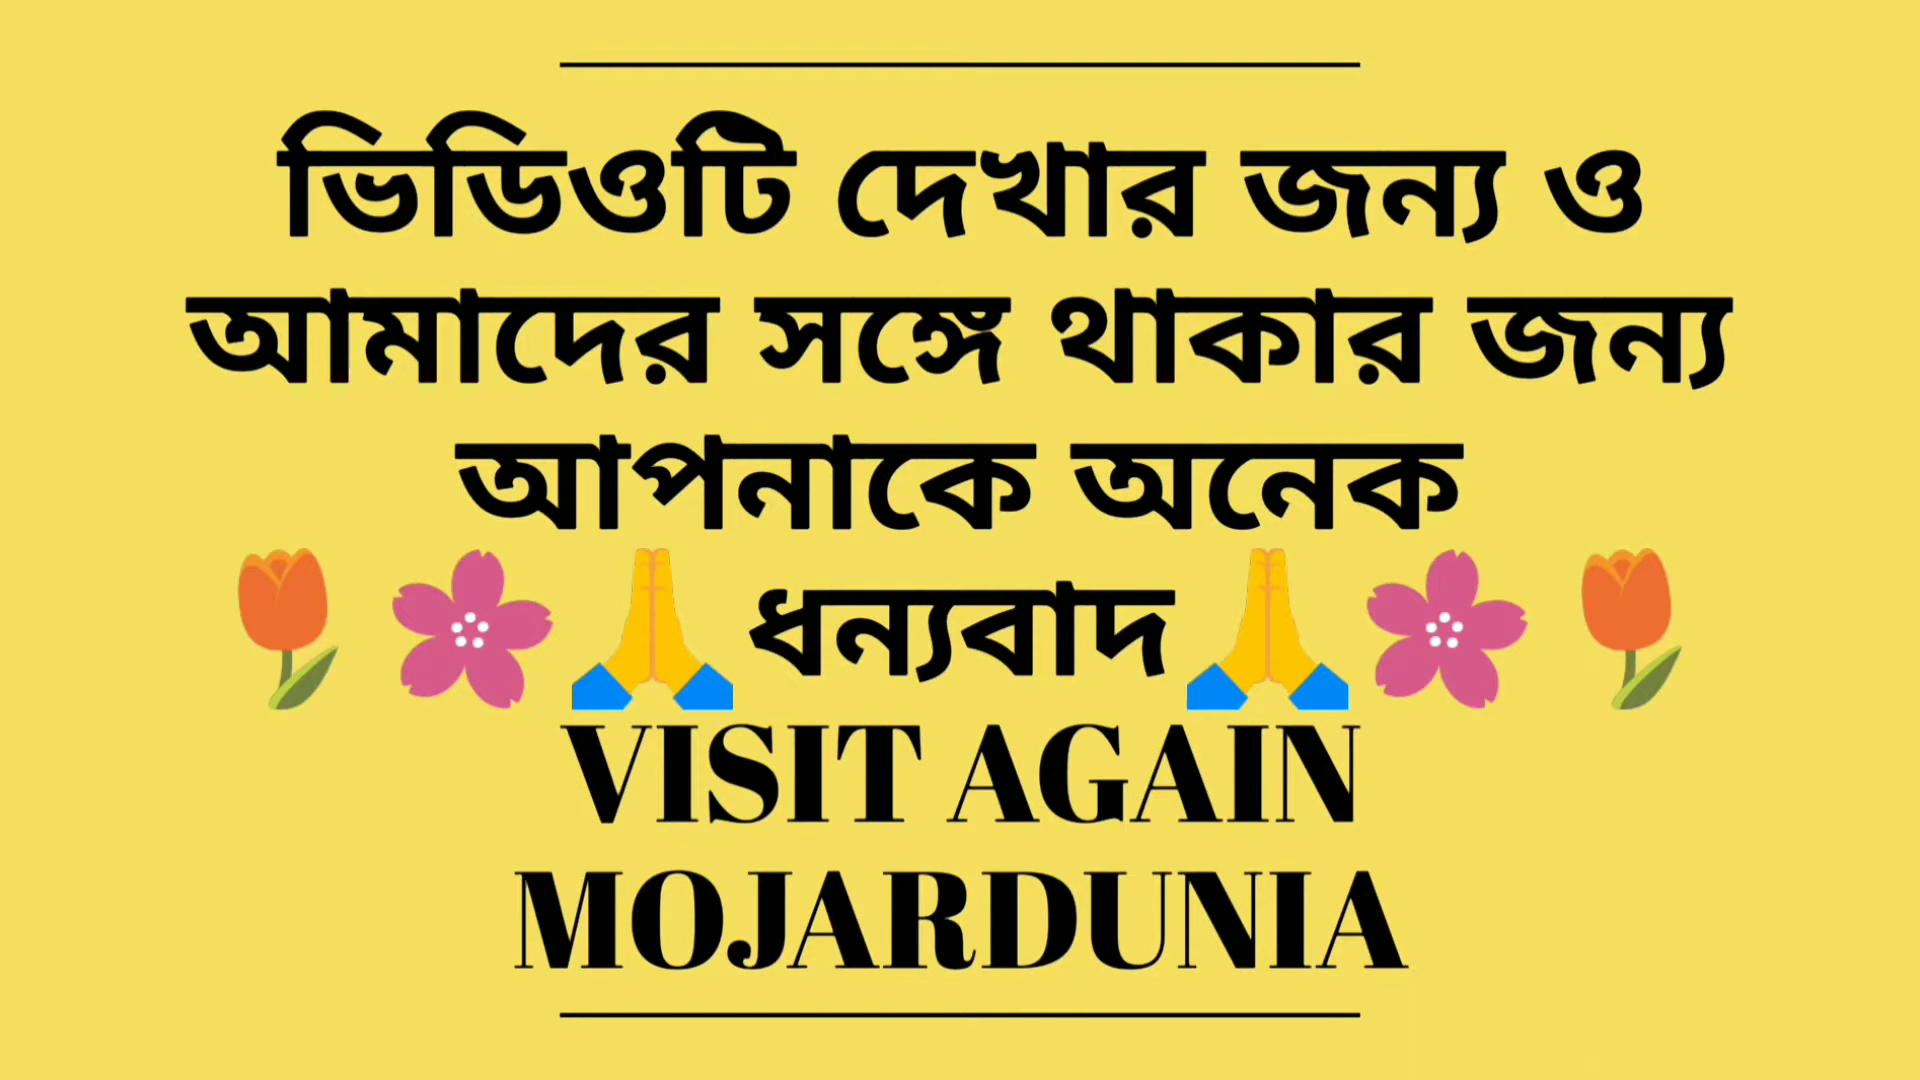 ভিডিওটি দেখার জন্য ও
আমাদের সঙ্গে থাকার জন্য
আপনাকে অনেক
🌷🌸🙏ধন্যবাদ🙏🌸🌷
VISIT AGAIN
MOJARDUNIA